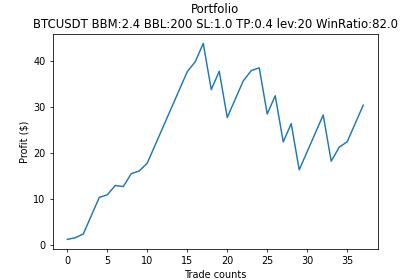 Portfolio
BTCUSDT BBM:2.4 BBL:200 SL:1.0 TP:0.4 lev:20 WinRatio:82.0
40
30
20
10
0
Profit ($)
0 5 10 15 20 25 30 35
Trade counts